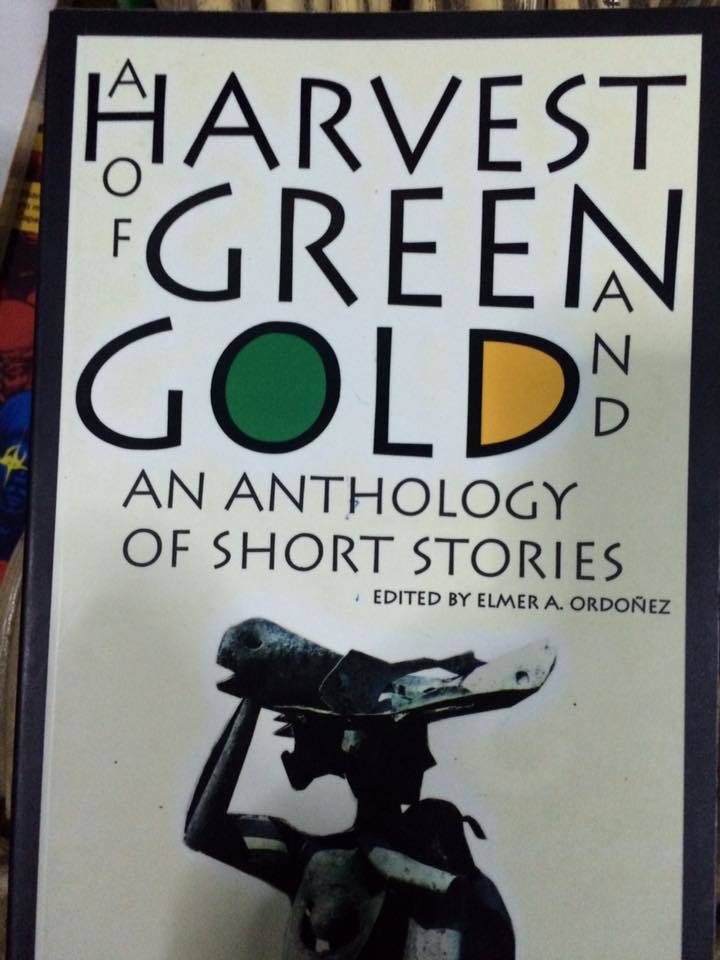 A HARVEST
OF GREEN
AND
GOLD
AN ANTHOLOGY
OF SHORT STORIES
EDITED BY ELMER A. ORDOÑEZ